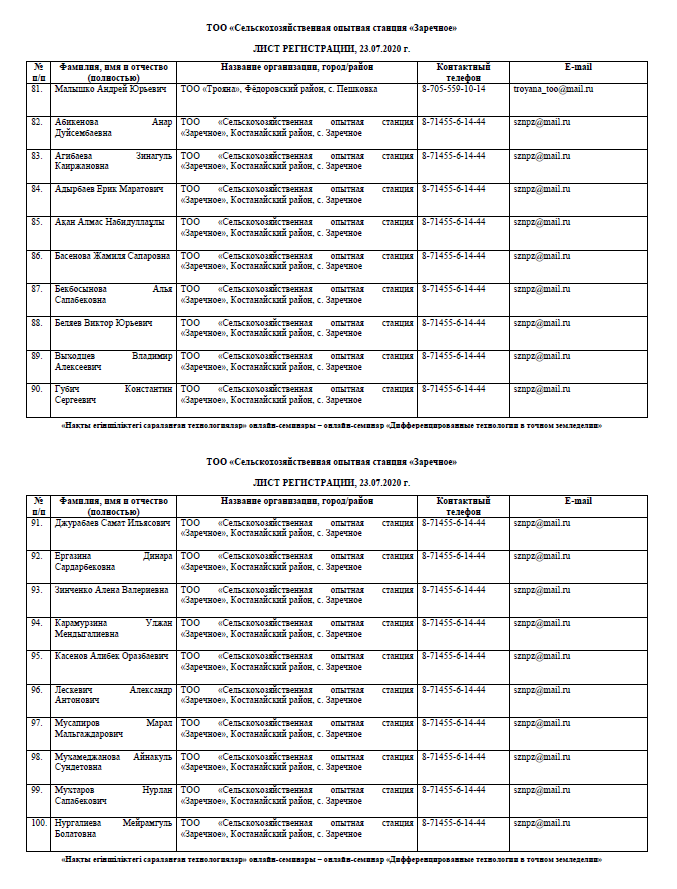 ТОО «Сельскохозяйственная опытная станция «Заречное»
ЛИСТ РЕГИСТРАЦИИ, 23.07.2020 г.
№ Фамилия, имя и отчество Название организации, город/район Контактный E-mail
п/п (полностью) телефон
81. Малышко Андрей Юрьевич ТОО «Трояна», Фёдоровский район, с. Пешковка 8-705-559-10-14 troyana_too@mail.ru
82. Абикенова Анар ТОО «Сельскохозяйственная опытная станция 8-71455-6-14-44 sznpz@mail.ru
Дуйсембаевна «Заречное», Костанайский район, с. Заречное
83. Агибаева Зинагуль ТОО «Сельскохозяйственная опытная станция 8-71455-6-14-44 sznpz@mail.ru
Каиржановна «Заречное», Костанайский район, с. Заречное
84. Адырбаев Ерик Маратович ТОО «Сельскохозяйственная опытная станция 8-71455-6-14-44 sznpz@mail.ru
«Заречное», Костанайский район, с. Заречное
85. Акан Алмас Набидуллаұлы ТОО «Сельскохозяйственная опытная станция 8-71455-6-14-44 sznpz@mail.ru
«Заречное», Костанайский район, с. Заречное
86. Басенова Жамиля Сапаровна ТОО «Сельскохозяйственная опытная станция 8-71455-6-14-44 sznpz@mail.ru
«Заречное», Костанайский район, с. Заречное
87. Бекбосынова Алья ТОО «Сельскохозяйственная опытная станция 8-71455-6-14-44 sznpz@mail.ru
Сапабековна «Заречное», Костанайский район, с. Заречное
88. Беляев Виктор Юрьевич ТОО «Сельскохозяйственная опытная станция 8-71455-6-14-44 sznpz@mail.ru
«Заречное», Костанайский район, с. Заречное
89. Выходцев Владимир ТОО «Сельскохозяйственная опытная станция 8-71455-6-14-44 sznpz@mail.ru
Алексеевич «Заречное», Костанайский район, с. Заречное
90. Губич Константин ТОО «Сельскохозяйственная опытная станция 8-71455-6-14-44 sznpz@mail.ru
Сергеевич «Заречное», Костанайский район, с. Заречное
«Нақты егіншіліктегі сараланған технологиялар» онлайн-семинары – онлайн-семинар «Дифференцированные технологии в точном земледелии»
ТОО «Сельскохозяйственная опытная станция «Заречное»
ЛИСТ РЕГИСТРАЦИИ, 23.07.2020 г.
№ Фамилия, имя и отчество Название организации, город/район Контактный E-mail
п/п (полностью) телефон
91. Джурабаев Самат Ильясович ТОО «Сельскохозяйственная опытная станция 8-71455-6-14-44 sznpz@mail.ru
«Заречное», Костанайский район, с. Заречное
92. Ергазина Динара ТОО «Сельскохозяйственная опытная станция 8-71455-6-14-44 sznpz@mail.ru
Сардарбековна «Заречное», Костанайский район, с. Заречное
93. Зинченко Алена Валериевна ТОО «Сельскохозяйственная опытная станция 8-71455-6-14-44 sznpz@mail.ru
«Заречное», Костанайский район, с. Заречное
94. Карамурзина Улжан ТОО «Сельскохозяйственная опытная станция 8-71455-6-14-44 sznpz@mail.ru
Мендыгалиевна «Заречное», Костанайский район, с. Заречное
95. Касенов Алибек Оразбаевич ТОО «Сельскохозяйственная опытная станция 8-71455-6-14-44 sznpz@mail.ru
«Заречное», Костанайский район, с. Заречное
96. Лескевич Александр ТОО «Сельскохозяйственная опытная станция 8-71455-6-14-44 sznpz@mail.ru
Антонович «Заречное», Костанайский район, с. Заречное
97. Мусапиров Марал ТОО «Сельскохозяйственная опытная станция 8-71455-6-14-44 sznpz@mail.ru
Мальгаждарович «Заречное», Костанайский район, с. Заречное
98. Мухамеджанова Айнакуль ТОО «Сельскохозяйственная опытная станция 8-71455-6-14-44 sznpz@mail.ru
Сундетовна «Заречное», Костанайский район, с. Заречное
99. Мухтаров Нурлан ТОО «Сельскохозяйственная опытная станция 8-71455-6-14-44 sznpz@mail.ru
Сапабекович «Заречное», Костанайский район, с. Заречное
100. Нургалиева Мейрамгуль ТОО «Сельскохозяйственная опытная станция 8-71455-6-14-44 sznpz@mail.ru
Болатовна «Заречное», Костанайский район, с. Заречное
«Нақты егіншіліктегі сараланған технологиялар» онлайн-семинары – онлайн-семинар «Дифференцированные технологии в точном земледелии»